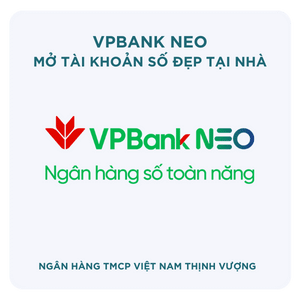 VPBANK NEO
MỞ TÀI KHOẢN SỐ ĐẸP TẠI NHÀ
VPBank NEO
Ngân hàng số toàn năng
NGÂN HÀNG TMCP VIỆT NAM THỊNH VƯỢNG